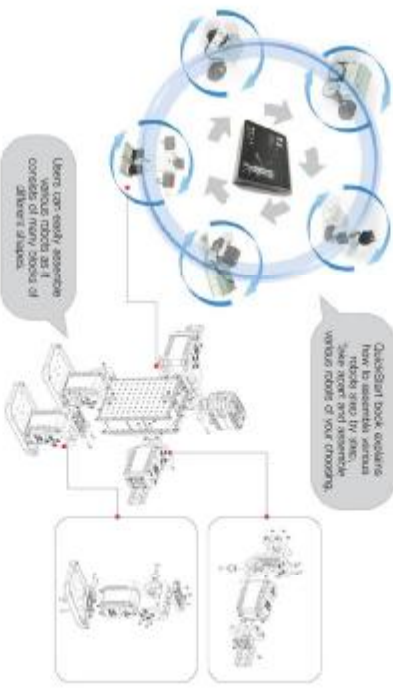 QuickStart book explains
how to assemble various
robots step by step.
Take apart and assemble
various robots of your choosing.
Users can easily assemble
various robots as it
consists of many blocks of
different shapes.